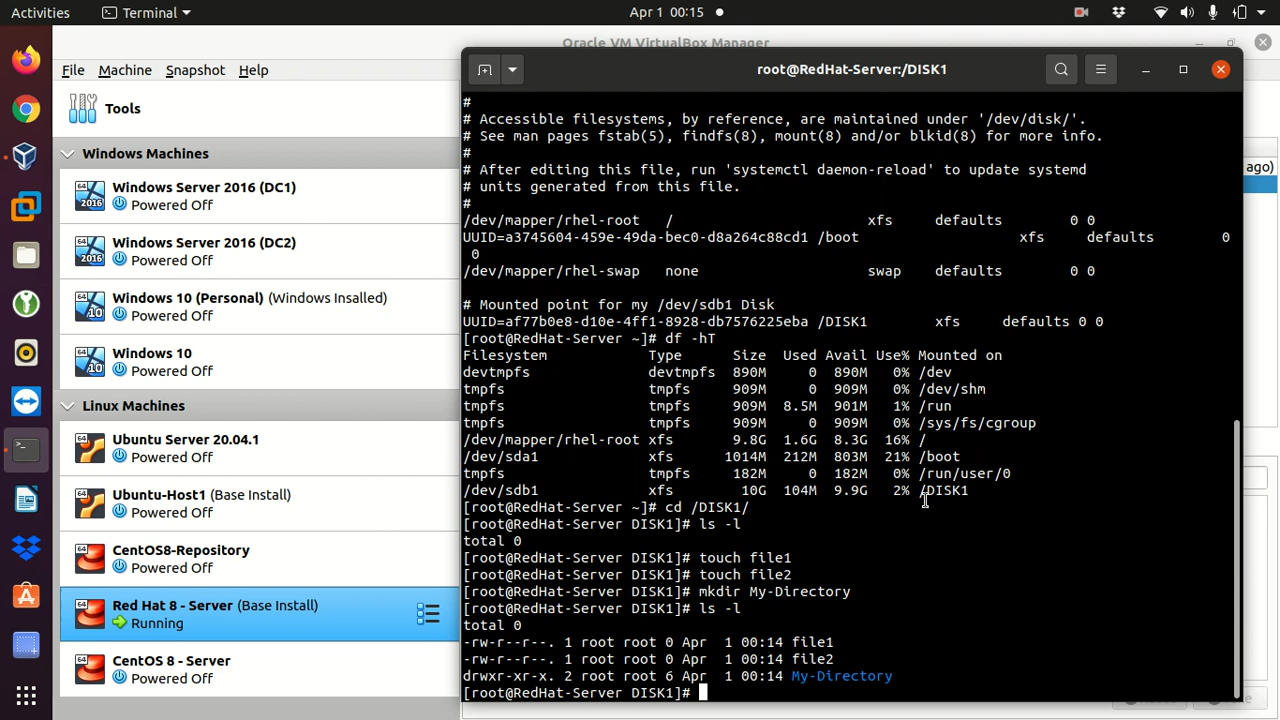 Activities Terminal Apr 1 00:15
Oracle VM VirtualBox Manager
File Machine Snapshot Help
Tools
Windows Machines
64 2016 Windows Server 2016 (DC1)
Powered Off
64 2016 Windows Server 2016 (DC2)
Powered Off
64 10 Windows 10 (Personal) (Windows Insalled)
Powered Off
64 10 Windows 10
Powered Off
Linux Machines
64 Ubuntu Server 20.04.1
Powered Off
64 Ubuntu-Host1 (Base Install)
Powered Off
64 CentOS8-Repository
Powered Off
64 Red Hat 8 - Server (Base Install)
Running
64 CentOS 8 - Server
Powered Off
ago)
root@RedHat-Server:/DISK1
#
# Accessible filesystems, by reference, are maintained under '/dev/disk/'.
# See man pages fstab(5), findfs(8), mount(8) and/or blkid(8) for more info.
#
# After editing this file, run 'systemctl daemon-reload' to update systemd
# units generated from this file.
#
/dev/mapper/rhel-root / xfs defaults 0 0
UUID=a3745604-459e-49da-bec0-d8a264c88cd1 /boot xfs defaults 0
0
/dev/mapper/rhel-swap none swap defaults 0 0
# Mounted point for my /dev/sdb1 Disk
UUID=af77b0e8-d10e-4ff1-8928-db7576225eba /DISK1 xfs defaults 0 0
[root@RedHat-Server ~]# df -hT
Filesystem Type Size Used Avail Use% Mounted on
devtmpfs devtmpfs 890M 0 890M 0% /dev
tmpfs tmpfs 909M 0 909M 0% /dev/shm
tmpfs tmpfs 909M 8.5M 901M 1% /run
tmpfs tmpfs 909M 0 909M 0% /sys/fs/cgroup
/dev/mapper/rhel-root xfs 9.8G 1.6G 8.3G 16% /
/dev/sda1 xfs 1014M 212M 803M 21% /boot
tmpfs tmpfs 182M 0 182M 0% /run/user/0
/dev/sdb1 xfs 10G 104M 9.9G 2% /DISK1
[root@RedHat-Server ~]# cd /DISK1/
[root@RedHat-Server DISK1]# ls -l
total 0
[root@RedHat-Server DISK1]# touch file1
[root@RedHat-Server DISK1]# touch file2
[root@RedHat-Server DISK1]# mkdir My-Directory
[root@RedHat-Server DISK1]# ls -l
total 0
-rw-r--r--. 1 root root 0 Apr 1 00:14 file1
-rw-r--r--. 1 root root 0 Apr 1 00:14 file2
drwxr-xr-x. 2 root root 6 Apr 1 00:14 My-Directory
[root@RedHat-Server DISK1]#